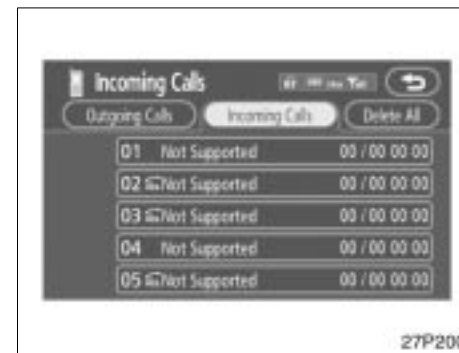 Incoming Calls
Outgoing Calls Incoming Calls Delete All
01 Not Supported 00 / 00 00 00
02 Not Supported 00 / 00 00 00
03 Not Supported 00 / 00 00 00
04 Not Supported 00 / 00 00 00
05 Not Supported 00 / 00 00 00
27P200